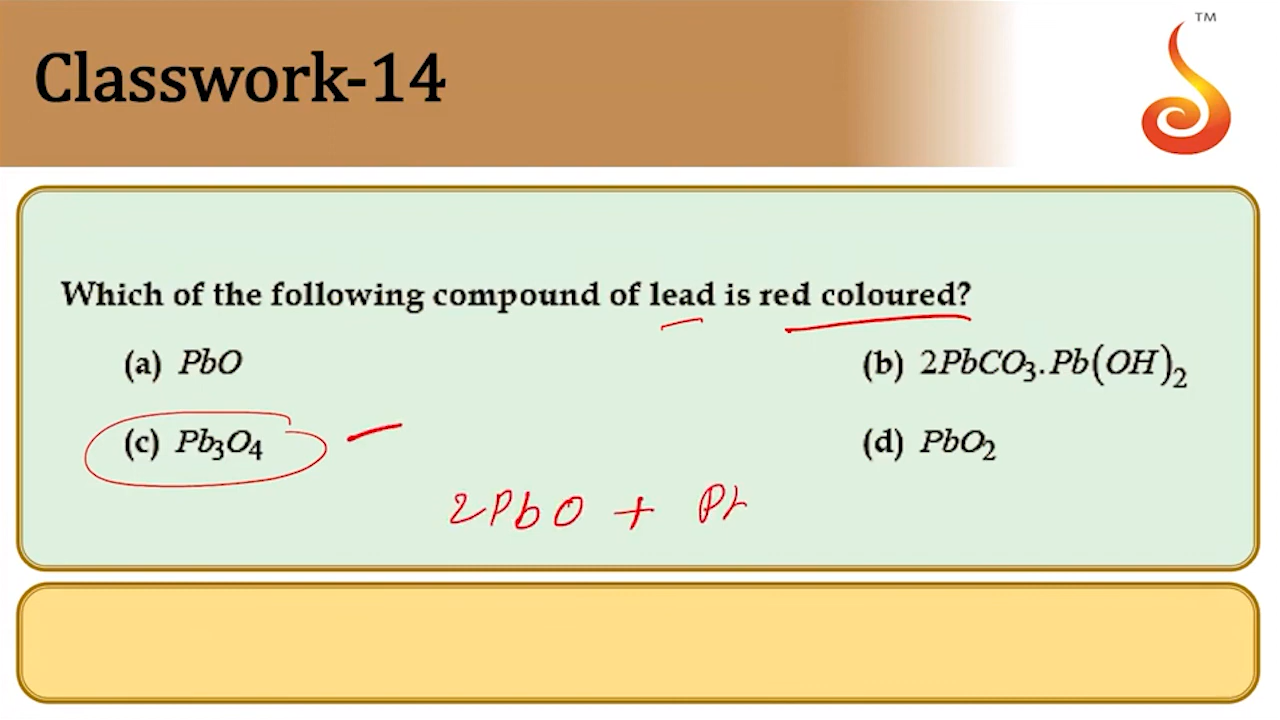 Classwork-14
TM
Which of the following compound of lead is red coloured?
(a) PbO
(b) 2PbCO₃.Pb(OH)₂
(c) Pb₃O₄
(d) PbO₂
2PbO + Pb